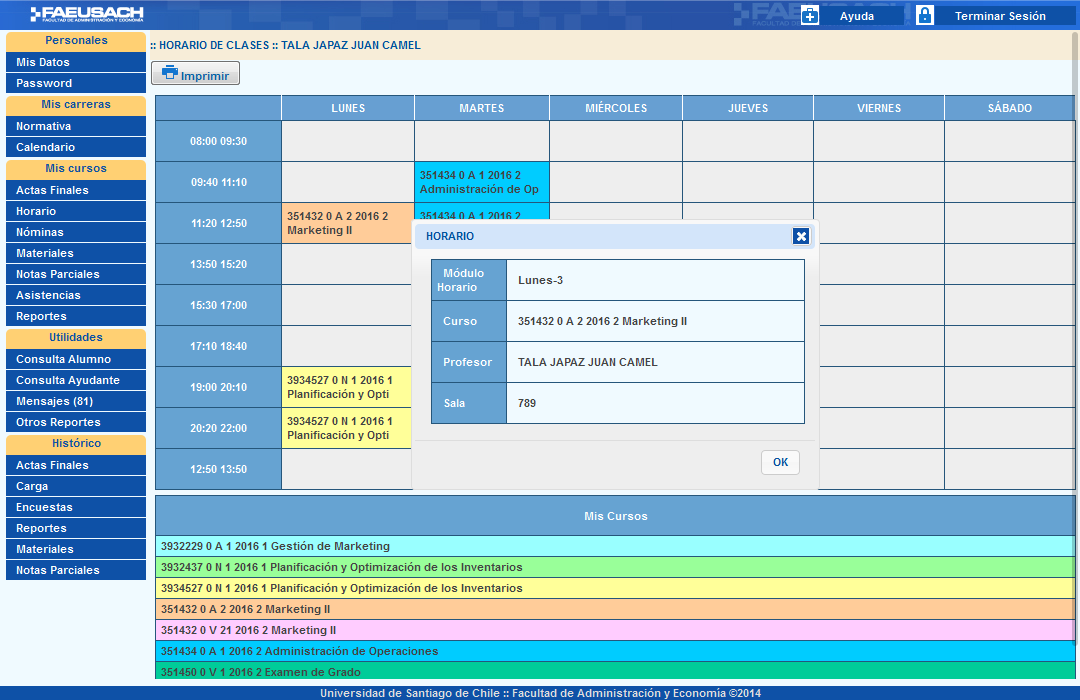 FAEUSACH
FACULTAD DE ADMINISTRACIÓN Y ECONOMÍA
Ayuda
Terminar Sesión
Personales
Mis Datos
Password
Mis carreras
Normativa
Calendario
Mis cursos
Actas Finales
Horario
Nóminas
Materiales
Notas Parciales
Asistencias
Reportes
Utilidades
Consulta Alumno
Consulta Ayudante
Mensajes (81)
Otros Reportes
Histórico
Actas Finales
Carga
Encuestas
Reportes
Materiales
Notas Parciales
:: HORARIO DE CLASES :: TALA JAPAZ JUAN CAMEL
Imprimir
LUNES MARTES MIÉRCOLES JUEVES VIERNES SÁBADO
08:00 09:30
09:40 11:10
351434 0 A 1 2016 2
Administración de Op
11:20 12:50
351432 0 A 2 2016 2
Marketing II
351434 0 A 1 2016 2
13:50 15:20
15:30 17:00
17:10 18:40
19:00 20:10
3934527 0 N 1 2016 1
Planificación y Opti
20:20 22:00
3934527 0 N 1 2016 1
Planificación y Opti
12:50 13:50
HORARIO
Módulo
Horario
Lunes-3
Curso
351432 0 A 2 2016 2 Marketing II
Profesor
TALA JAPAZ JUAN CAMEL
Sala
789
OK
Mis Cursos
3932229 0 A 1 2016 1 Gestión de Marketing
3932437 0 N 1 2016 1 Planificación y Optimización de los Inventarios
3934527 0 N 1 2016 1 Planificación y Optimización de los Inventarios
351432 0 A 2 2016 2 Marketing II
351432 0 V 21 2016 2 Marketing II
351434 0 A 1 2016 2 Administración de Operaciones
351450 0 V 1 2016 2 Examen de Grado
Universidad de Santiago de Chile :: Facultad de Administración y Economía ©2014